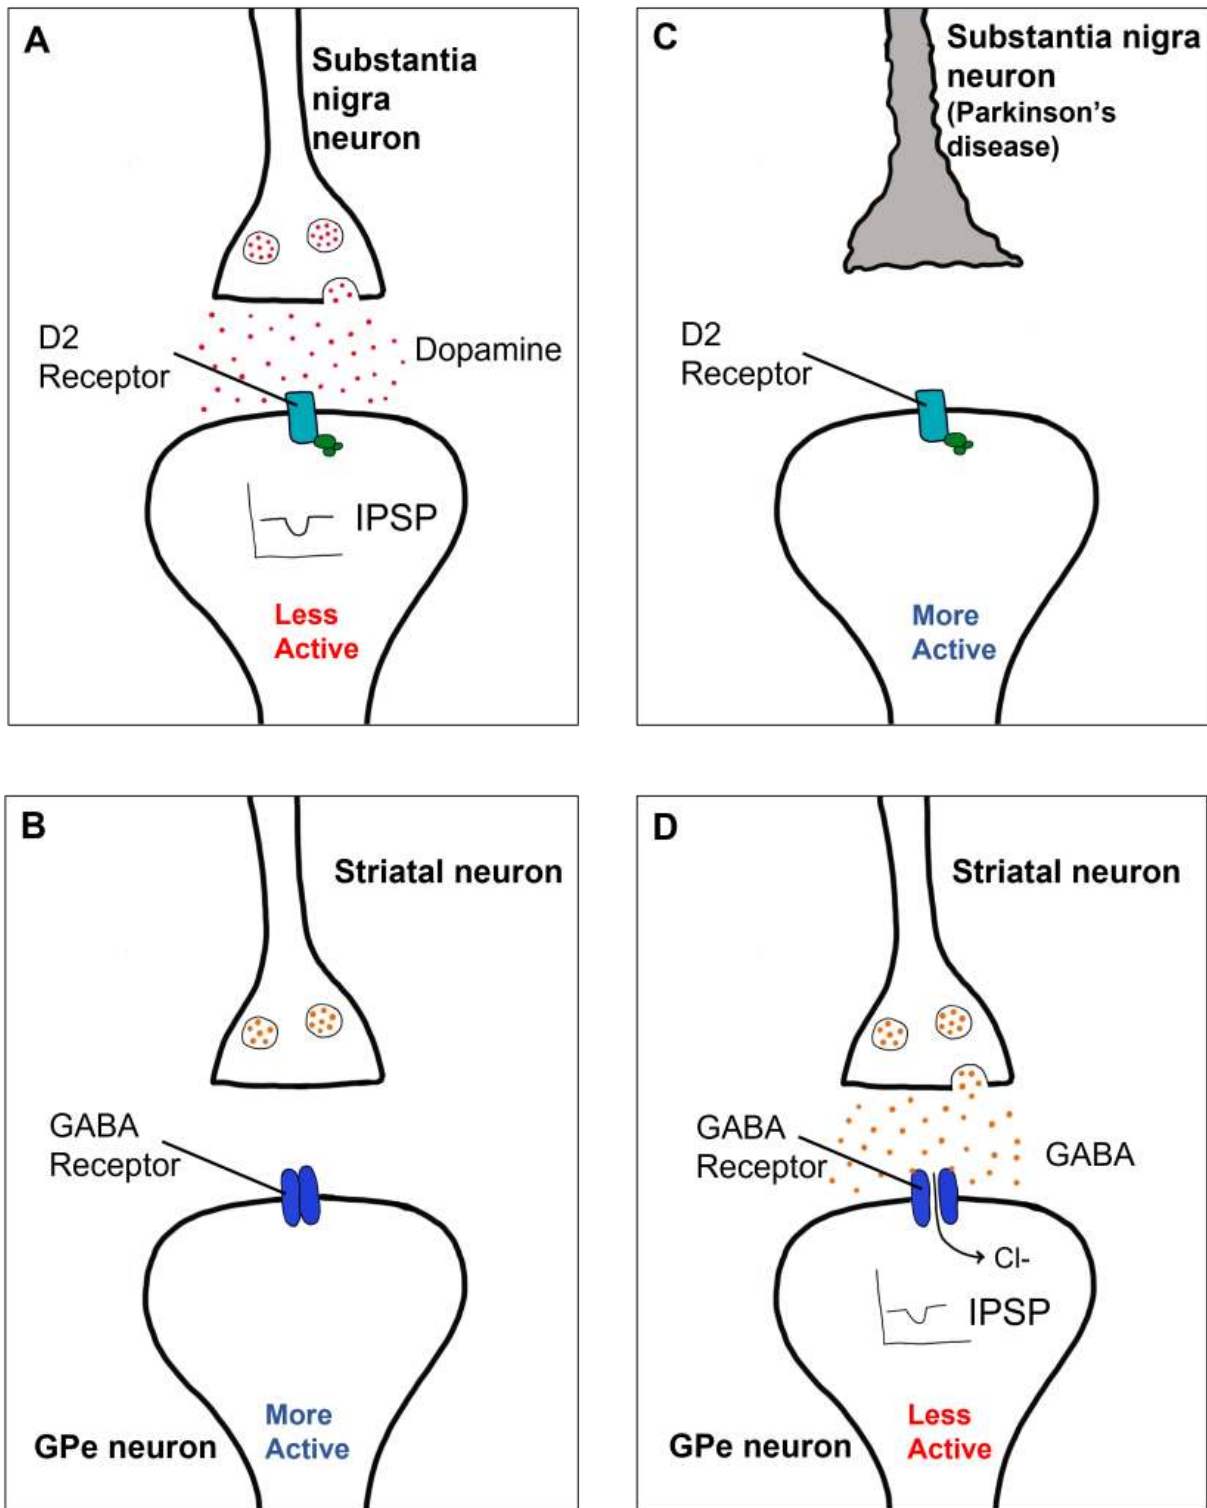 A
Substantia
nigra
neuron
D2
Receptor
Dopamine
IPSP
Less
Active
C
Substantia nigra
neuron
(Parkinson's
disease)
D2
Receptor
More
Active
B
Striatal neuron
GABA
Receptor
GPe neuron
More
Active
D
Striatal neuron
GABA
Receptor
GABA
Cl-
IPSP
GPe neuron
Less
Active